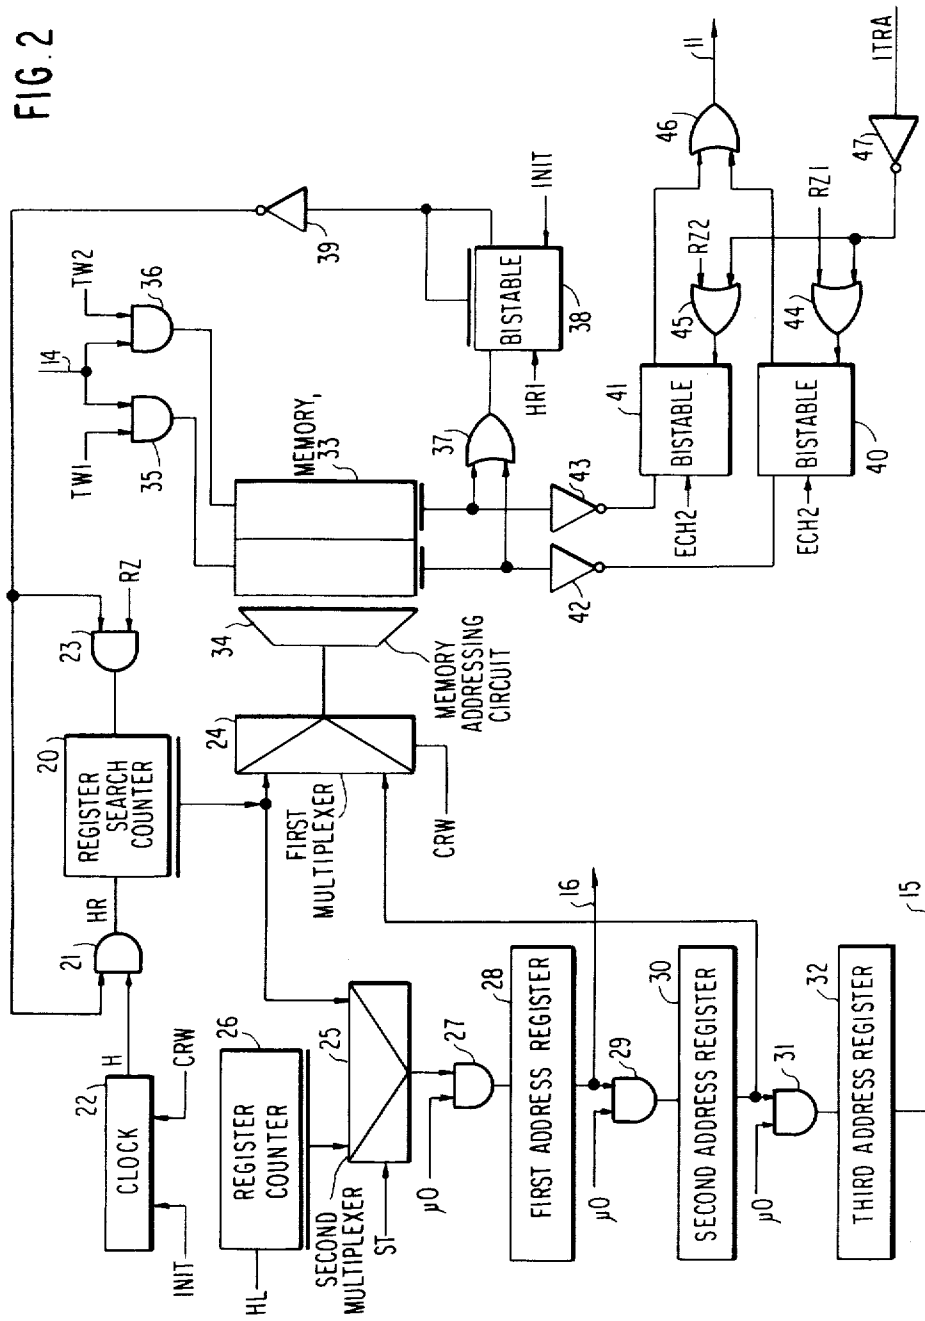 FIG. 2
INIT
CLOCK
22
H
CRW
21
HR
20
REGISTER
SEARCH
COUNTER
23
RZ
TW1
35
14
TW2
36
39
HL
26
REGISTER
COUNTER
25
SECOND
MULTIPLEXER
ST
FIRST
MULTIPLEXER
24
CRW
34
MEMORY
ADDRESSING
CIRCUIT
MEMORY,
33
37
BISTABLE
38
HR1
INIT
µ0
27
28
FIRST ADDRESS REGISTER
16
µ0
29
30
SECOND ADDRESS REGISTER
µ0
31
32
THIRD ADDRESS REGISTER
15
42
43
41
BISTABLE
ECH2
45
RZ2
46
11
BISTABLE
40
ECH2
44
RZ1
47
ITRA